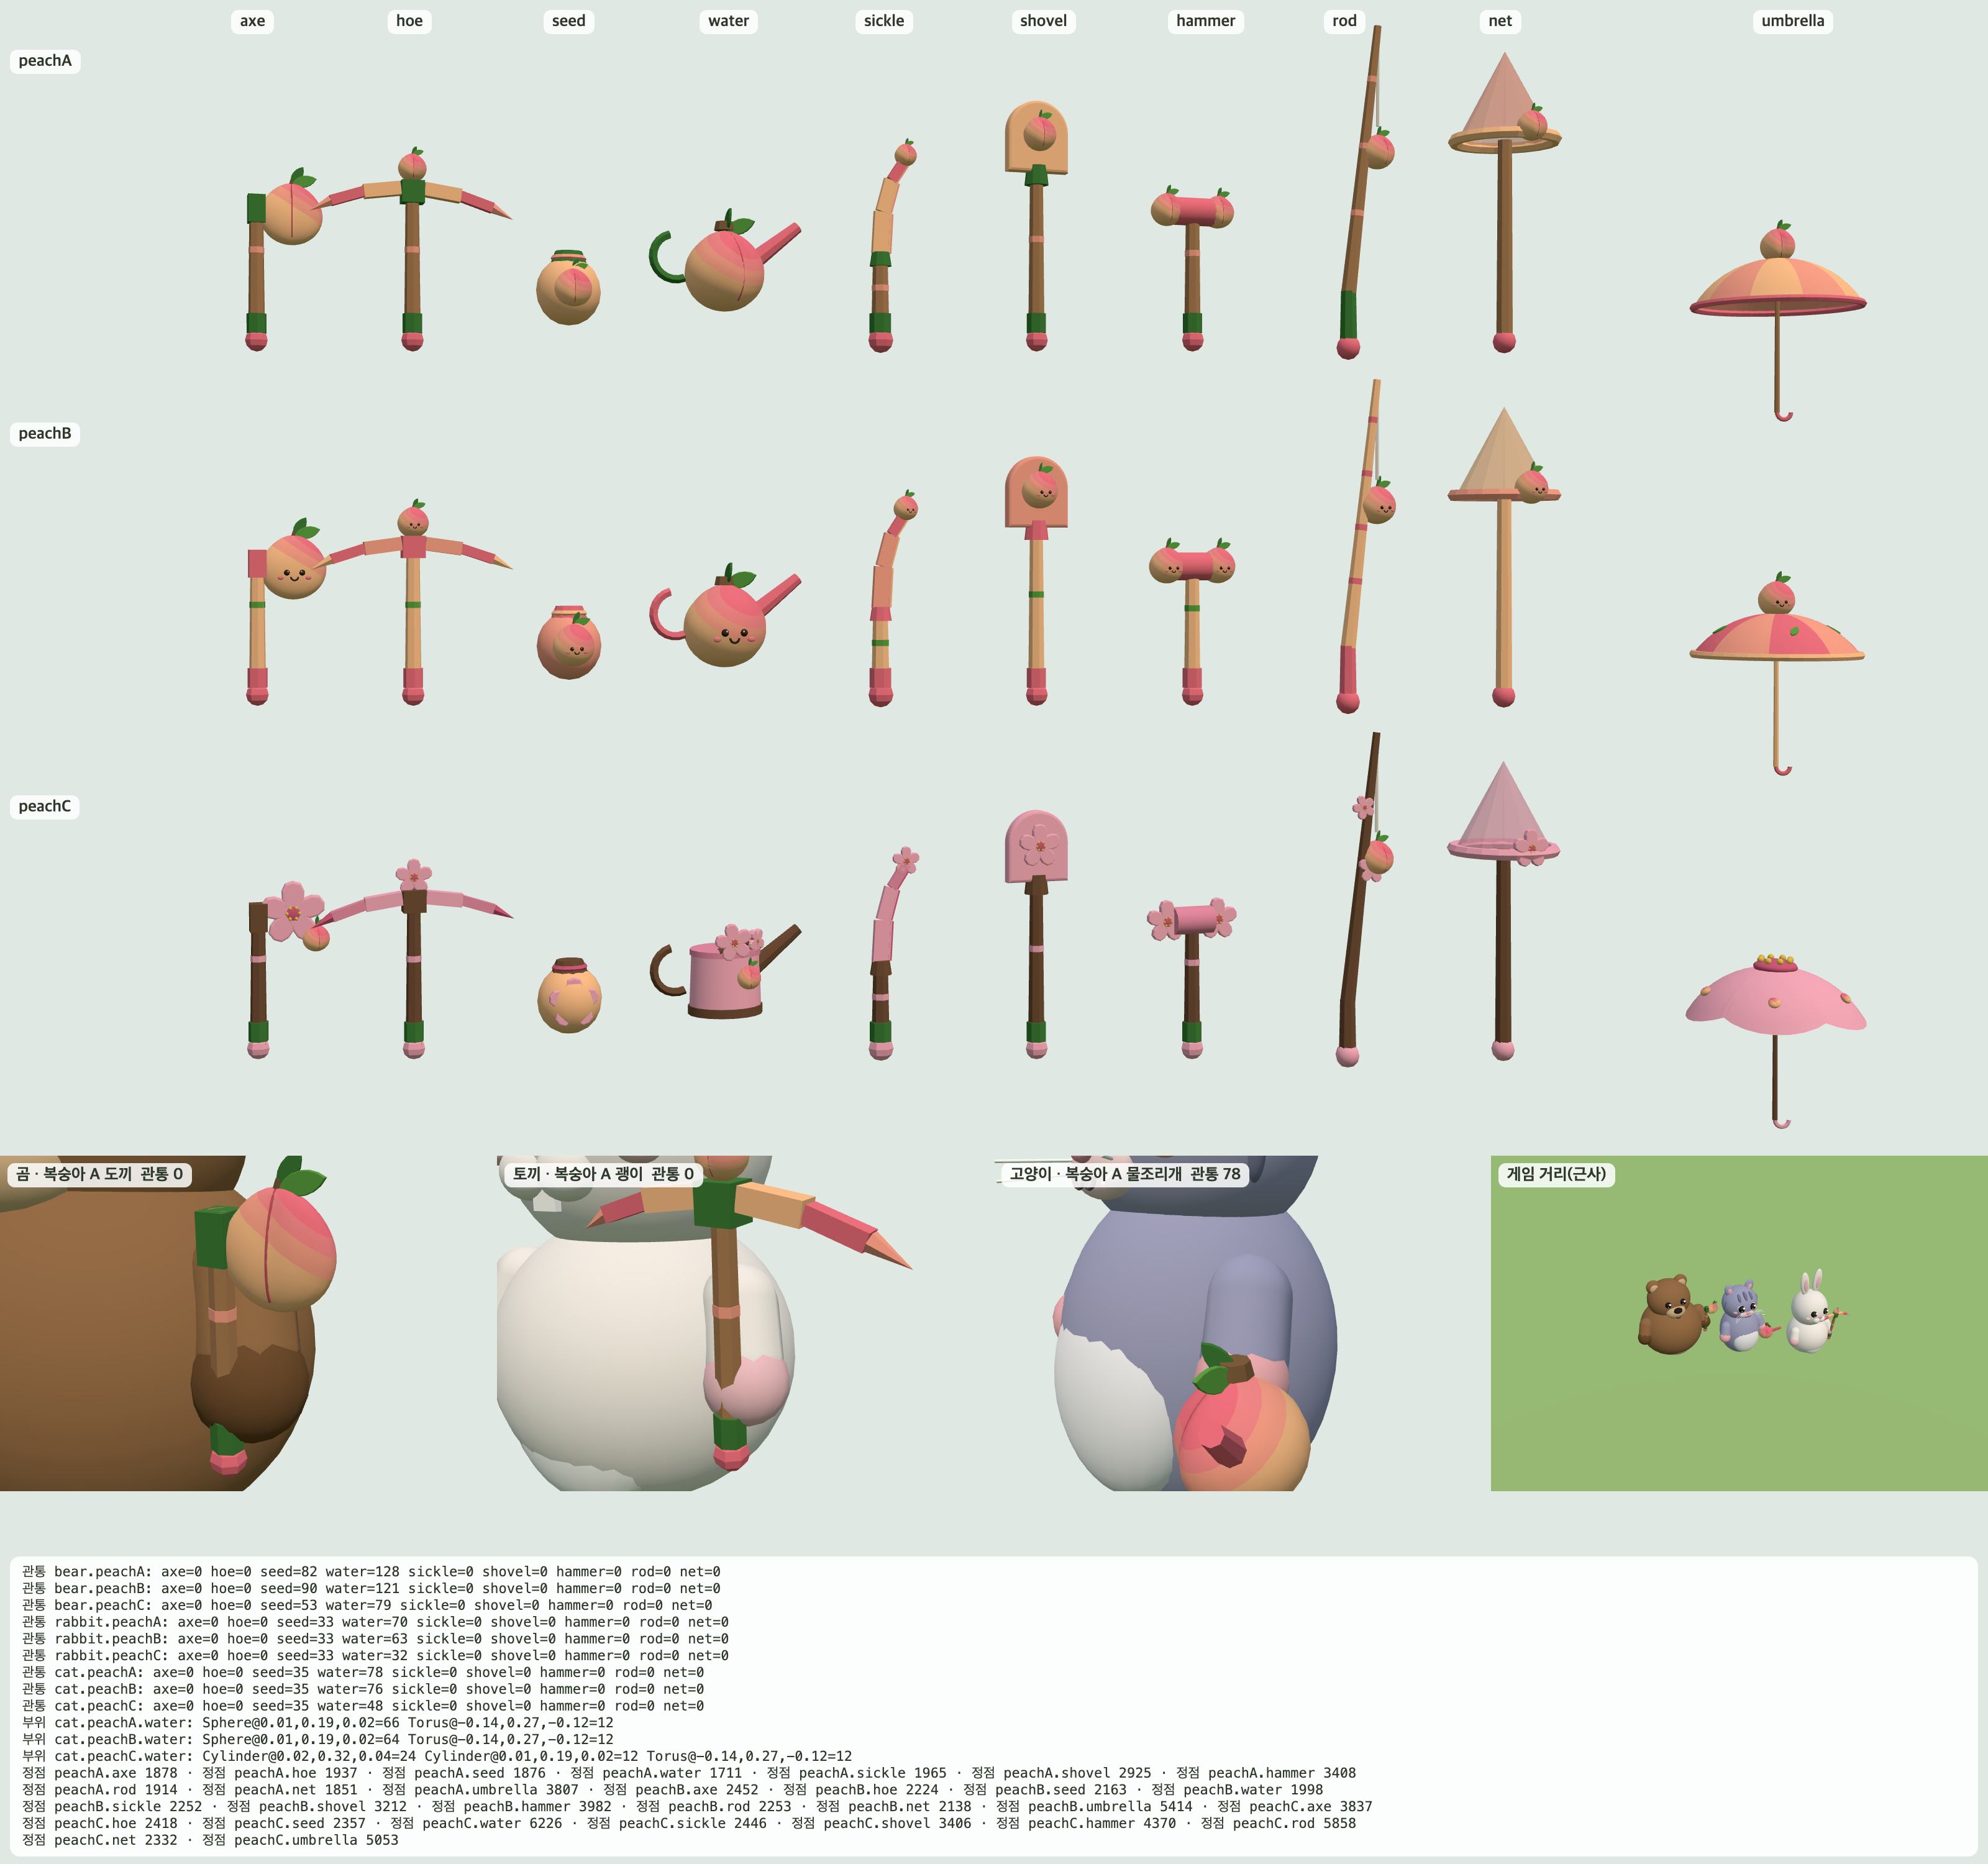 axe hoe seed water sickle shovel hammer rod net umbrella
peachA
peachB
peachC
곰 · 복숭아 A 도끼 관통 0
토끼 · 복숭아 A 괭이 관통 0
고양이 · 복숭아 A 물조리개 관통 78
게임 거리(근사)
관통 bear.peachA: axe=0 hoe=0 seed=82 water=128 sickle=0 shovel=0 hammer=0 rod=0 net=0
관통 bear.peachB: axe=0 hoe=0 seed=90 water=121 sickle=0 shovel=0 hammer=0 rod=0 net=0
관통 bear.peachC: axe=0 hoe=0 seed=53 water=79 sickle=0 shovel=0 hammer=0 rod=0 net=0
관통 rabbit.peachA: axe=0 hoe=0 seed=33 water=70 sickle=0 shovel=0 hammer=0 rod=0 net=0
관통 rabbit.peachB: axe=0 hoe=0 seed=33 water=63 sickle=0 shovel=0 hammer=0 rod=0 net=0
관통 rabbit.peachC: axe=0 hoe=0 seed=33 water=32 sickle=0 shovel=0 hammer=0 rod=0 net=0
관통 cat.peachA: axe=0 hoe=0 seed=35 water=78 sickle=0 shovel=0 hammer=0 rod=0 net=0
관통 cat.peachB: axe=0 hoe=0 seed=35 water=76 sickle=0 shovel=0 hammer=0 rod=0 net=0
관통 cat.peachC: axe=0 hoe=0 seed=35 water=48 sickle=0 shovel=0 hammer=0 rod=0 net=0
부위 cat.peachA.water: Sphere@0.01,0.19,0.02=66 Torus@-0.14,0.27,-0.12=12
부위 cat.peachB.water: Sphere@0.01,0.19,0.02=64 Torus@-0.14,0.27,-0.12=12
부위 cat.peachC.water: Cylinder@0.02,0.32,0.04=24 Cylinder@0.01,0.19,0.02=12 Torus@-0.14,0.27,-0.12=12
정점 peachA.axe 1878 · 정점 peachA.hoe 1937 · 정점 peachA.seed 1876 · 정점 peachA.water 1711 · 정점 peachA.sickle 1965 · 정점 peachA.shovel 2925 · 정점 peachA.hammer 3408
정점 peachA.rod 1914 · 정점 peachA.net 1851 · 정점 peachA.umbrella 3807 · 정점 peachB.axe 2452 · 정점 peachB.hoe 2224 · 정점 peachB.seed 2163 · 정점 peachB.water 1998
정점 peachB.sickle 2252 · 정점 peachB.shovel 3212 · 정점 peachB.hammer 3982 · 정점 peachB.rod 2253 · 정점 peachB.net 2138 · 정점 peachB.umbrella 5414 · 정점 peachC.axe 3837
정점 peachC.hoe 2418 · 정점 peachC.seed 2357 · 정점 peachC.water 6226 · 정점 peachC.sickle 2446 · 정점 peachC.shovel 3406 · 정점 peachC.hammer 4370 · 정점 peachC.rod 5858
정점 peachC.net 2332 · 정점 peachC.umbrella 5053